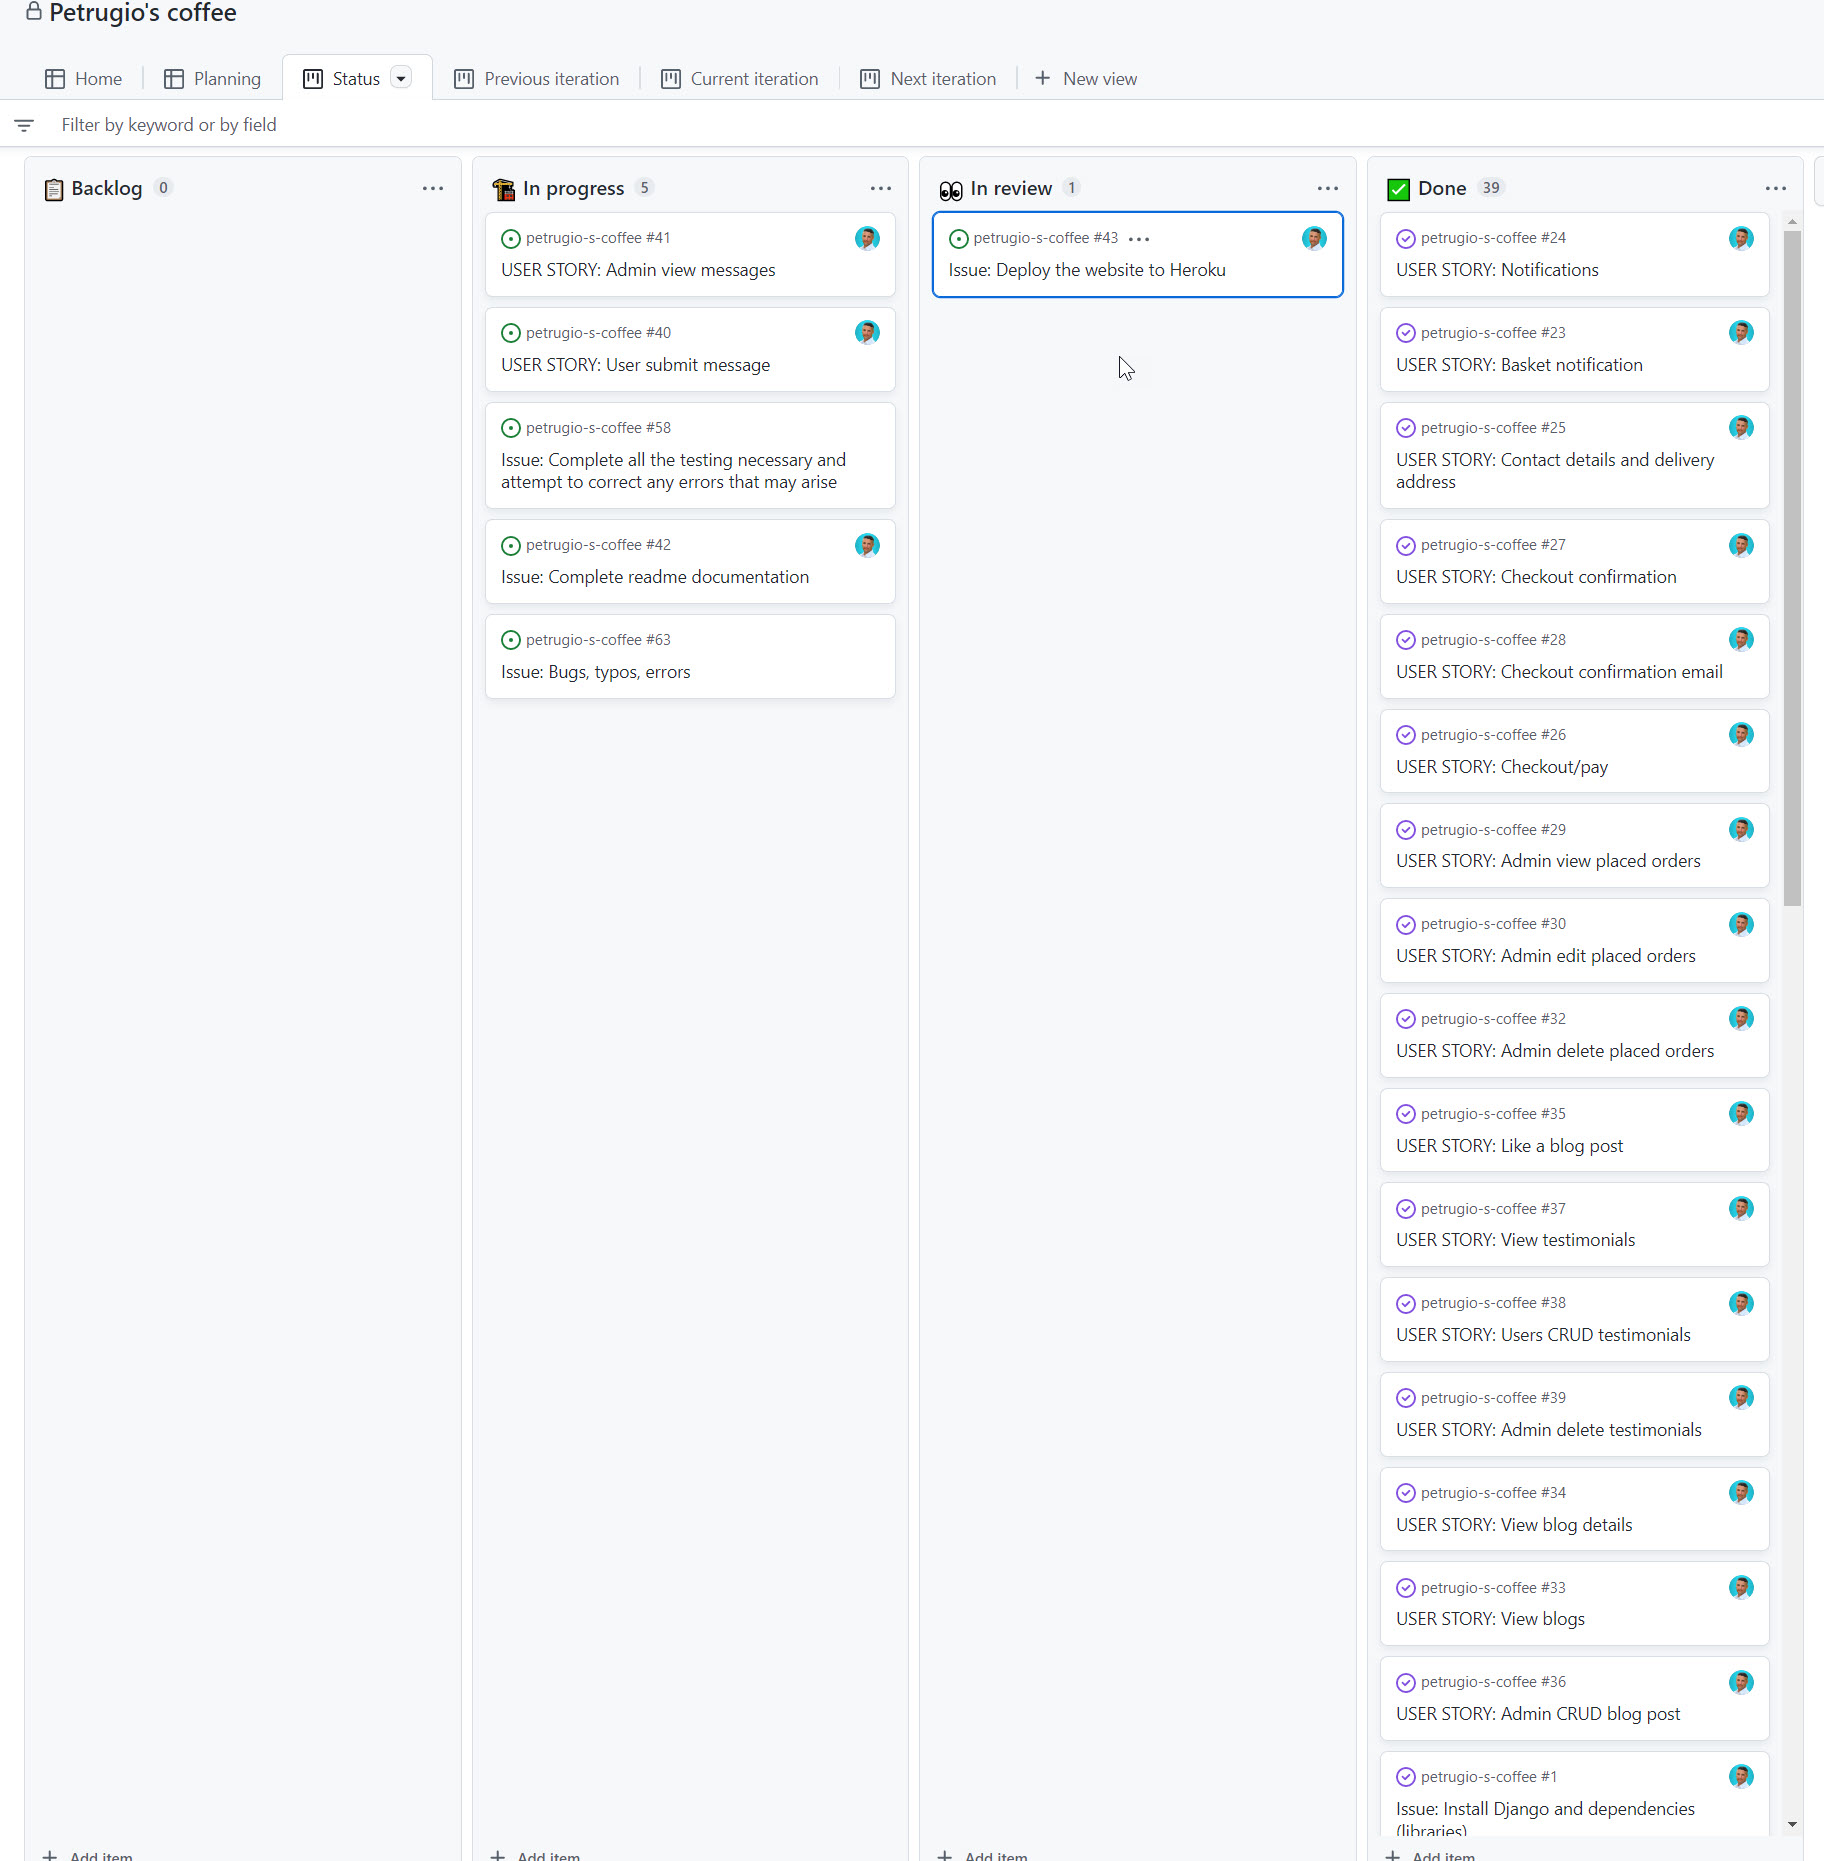 Petrugio's coffee
Home
Planning
Status
Previous iteration
Current iteration
Next iteration
New view
Filter by keyword or by field
Backlog 0
Add item
In progress 5
petrugio-s-coffee #41
USER STORY: Admin view messages
petrugio-s-coffee #40
USER STORY: User submit message
petrugio-s-coffee #58
Issue: Complete all the testing necessary and
attempt to correct any errors that may arise
petrugio-s-coffee #42
Issue: Complete readme documentation
petrugio-s-coffee #63
Issue: Bugs, typos, errors
Add item
In review 1
petrugio-s-coffee #43
Issue: Deploy the website to Heroku
Add item
Done 39
petrugio-s-coffee #24
USER STORY: Notifications
petrugio-s-coffee #23
USER STORY: Basket notification
petrugio-s-coffee #25
USER STORY: Contact details and delivery
address
petrugio-s-coffee #27
USER STORY: Checkout confirmation
petrugio-s-coffee #28
USER STORY: Checkout confirmation email
petrugio-s-coffee #26
USER STORY: Checkout/pay
petrugio-s-coffee #29
USER STORY: Admin view placed orders
petrugio-s-coffee #30
USER STORY: Admin edit placed orders
petrugio-s-coffee #32
USER STORY: Admin delete placed orders
petrugio-s-coffee #35
USER STORY: Like a blog post
petrugio-s-coffee #37
USER STORY: View testimonials
petrugio-s-coffee #38
USER STORY: Users CRUD testimonials
petrugio-s-coffee #39
USER STORY: Admin delete testimonials
petrugio-s-coffee #34
USER STORY: View blog details
petrugio-s-coffee #33
USER STORY: View blogs
petrugio-s-coffee #36
USER STORY: Admin CRUD blog post
petrugio-s-coffee #1
Issue: Install Django and dependencies
(libraries)
Add item